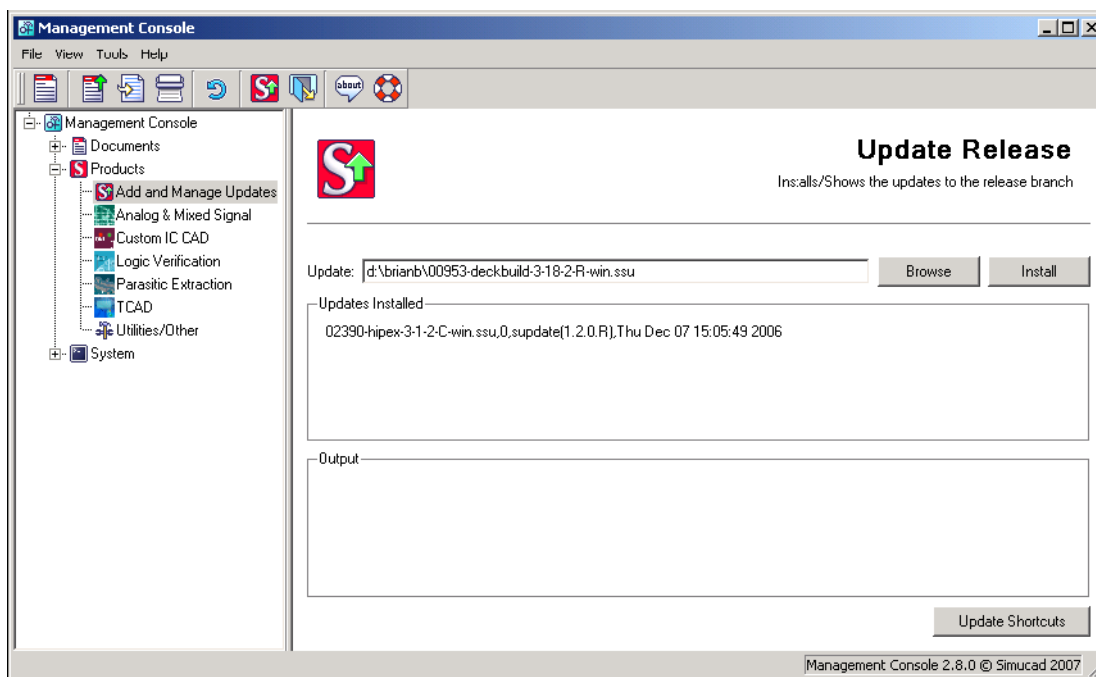 Management Console
File View Tools Help
S about
Management Console
Documents
S Products
S Add and Manage Updates
Analog & Mixed Signal
Custom IC CAD
Logic Verification
Parasitic Extraction
TCAD
Utilities/Other
System
S
Update Release
Installs/Shows the updates to the release branch
Update: d:\brianb\00953-deckbuild-3-18-2-R-win.ssu Browse Install
Updates Installed
02390-hipex-3-1-2-C-win.ssu,0,supdate(1.2.0.R),Thu Dec 07 15:05:49 2006
Output
Update Shortcuts
Management Console 2.8.0 © Simucad 2007